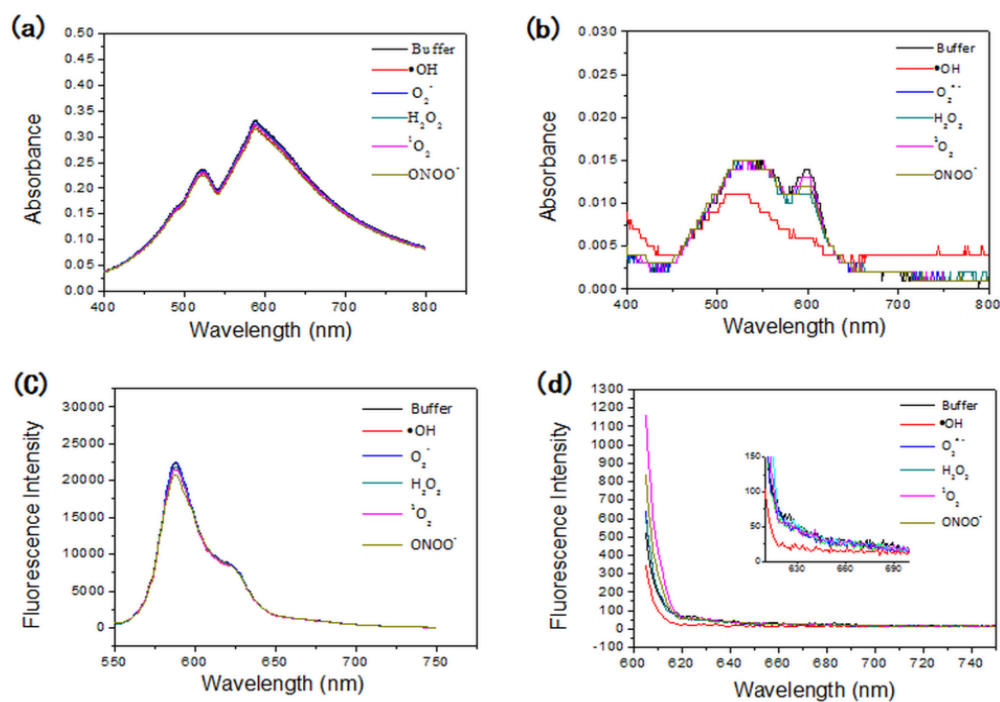 (a)
0.50
0.45
0.40
0.35
0.30
0.25
0.20
0.15
0.10
0.05
0.00
Absorbance
400 500 600 700 800
Wavelength (nm)
Buffer
•OH
O₂⁻
H₂O₂
¹O₂
ONOO⁻
(b)
0.030
0.025
0.020
0.015
0.010
0.005
0.000
Absorbance
400 500 600 700 800
Wavelength (nm)
Buffer
•OH
O₂•⁻
H₂O₂
¹O₂
ONOO⁻
(C)
30000
25000
20000
15000
10000
5000
0
Fluorescence Intensity
550 600 650 700 750
Wavelength (nm)
Buffer
•OH
O₂⁻
H₂O₂
¹O₂
ONOO⁻
(d)
1300
1200
1100
1000
900
800
700
600
500
400
300
200
100
0
-100
Fluorescence Intensity
600 620 640 660 680 700 720 740
Wavelength (nm)
150
100
50
0
630 660 690
Buffer
•OH
O₂•⁻
H₂O₂
¹O₂
ONOO⁻